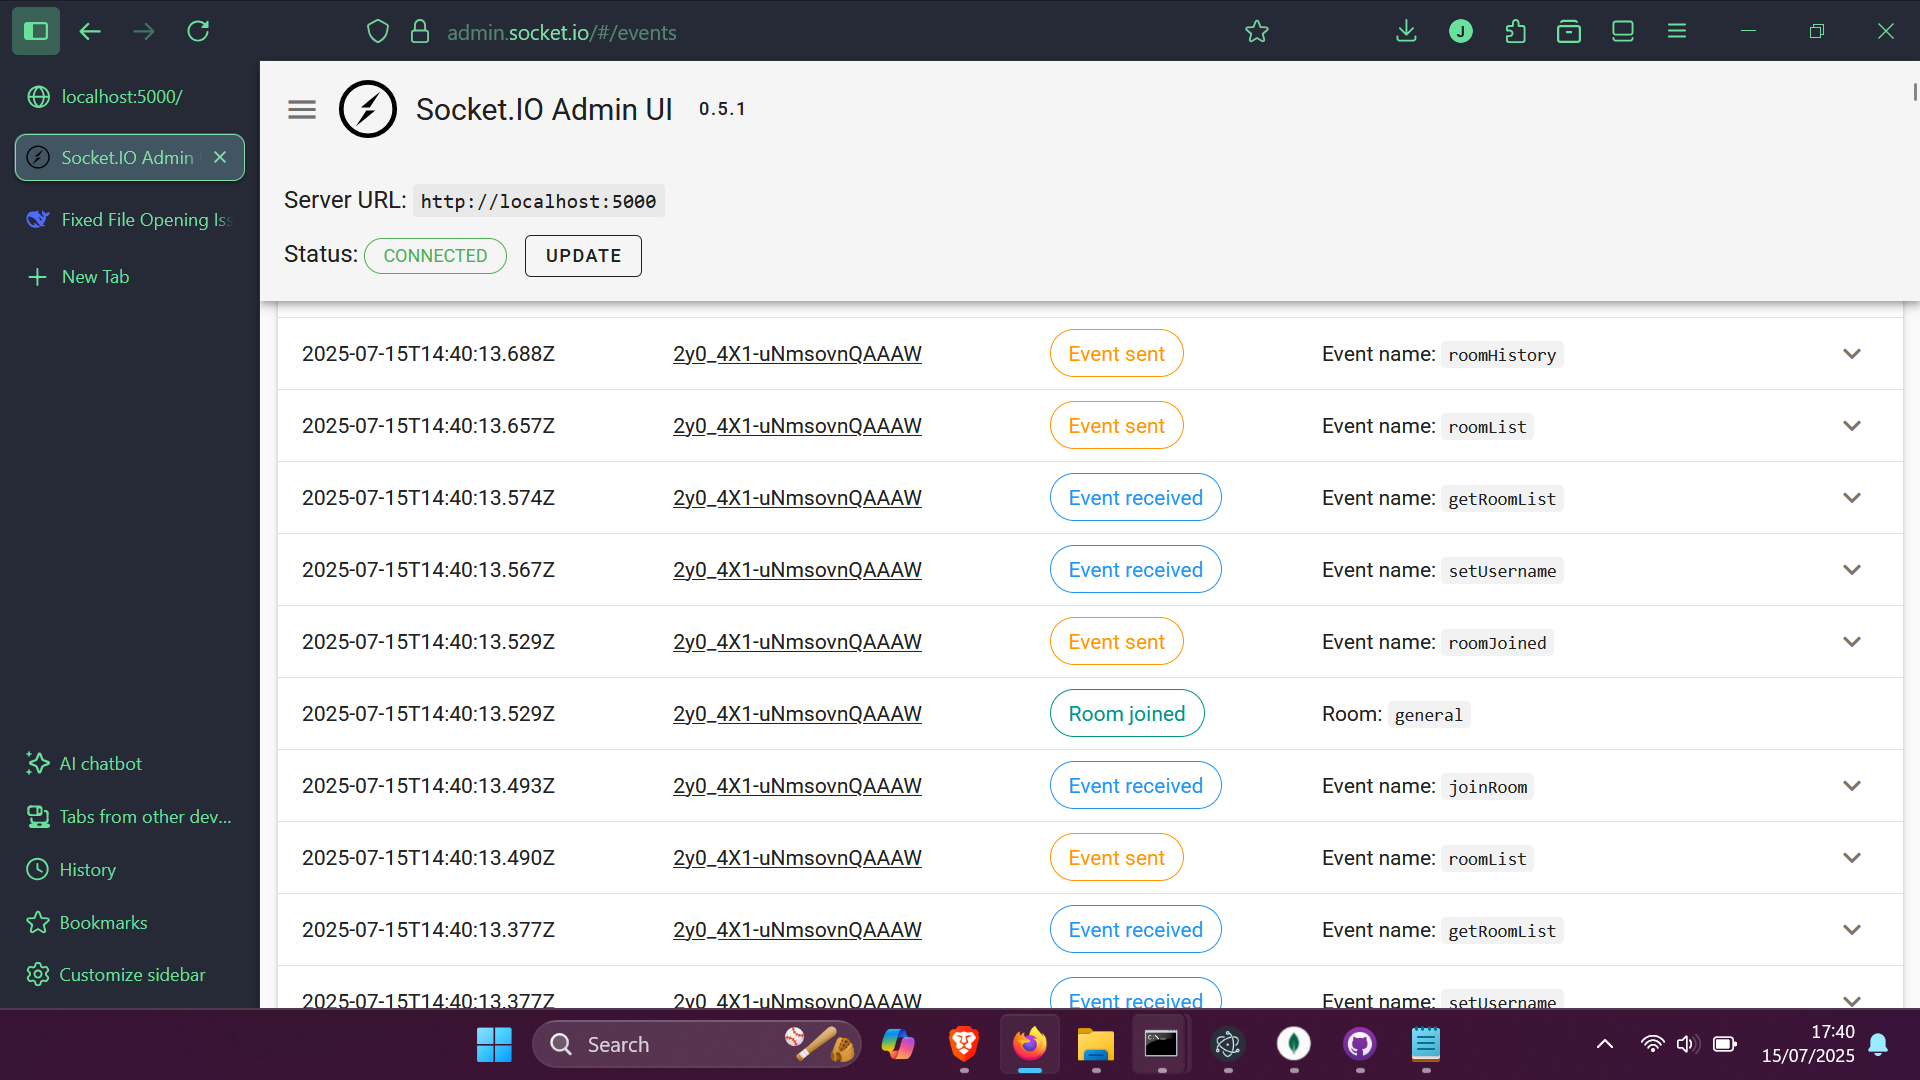 admin.socket.io/#/events
J
localhost:5000/
Socket.IO Admin
Fixed File Opening Iss
New Tab
AI chatbot
Tabs from other dev...
History
Bookmarks
Customize sidebar
Socket.IO Admin UI 0.5.1
Server URL: http://localhost:5000
Status: CONNECTED UPDATE
2025-07-15T14:40:13.688Z 2y0_4X1-uNmsovnQAAAW Event sent Event name: roomHistory
2025-07-15T14:40:13.657Z 2y0_4X1-uNmsovnQAAAW Event sent Event name: roomList
2025-07-15T14:40:13.574Z 2y0_4X1-uNmsovnQAAAW Event received Event name: getRoomList
2025-07-15T14:40:13.567Z 2y0_4X1-uNmsovnQAAAW Event received Event name: setUsername
2025-07-15T14:40:13.529Z 2y0_4X1-uNmsovnQAAAW Event sent Event name: roomJoined
2025-07-15T14:40:13.529Z 2y0_4X1-uNmsovnQAAAW Room joined Room: general
2025-07-15T14:40:13.493Z 2y0_4X1-uNmsovnQAAAW Event received Event name: joinRoom
2025-07-15T14:40:13.490Z 2y0_4X1-uNmsovnQAAAW Event sent Event name: roomList
2025-07-15T14:40:13.377Z 2y0_4X1-uNmsovnQAAAW Event received Event name: getRoomList
2025-07-15T14:40:13.377Z 2y0_4X1-uNmsovnQAAAW Event received Event name: setUsername
Search
17:40
15/07/2025